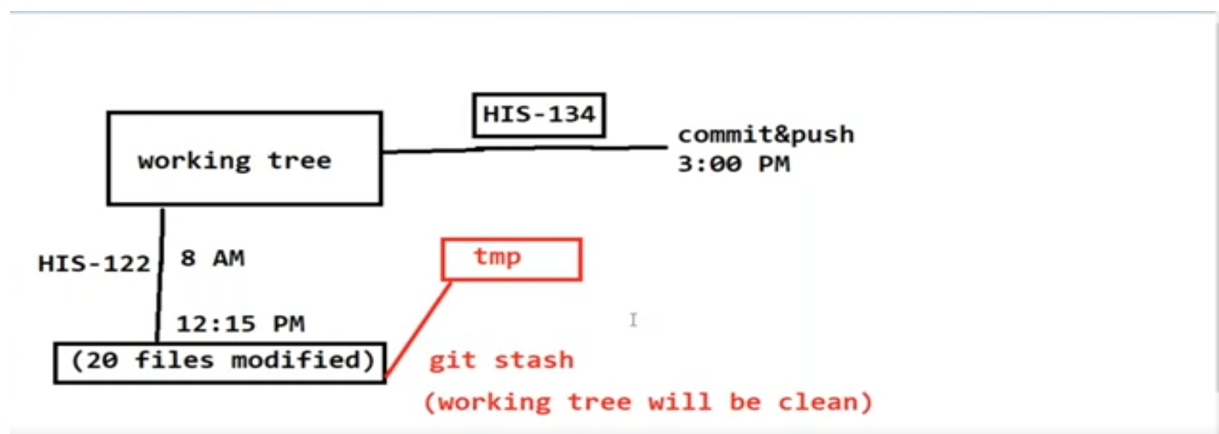 HIS-134
commit&push
3:00 PM
working tree
HIS-122
8 AM
tmp
12:15 PM
(20 files modified)
git stash
(working tree will be clean)